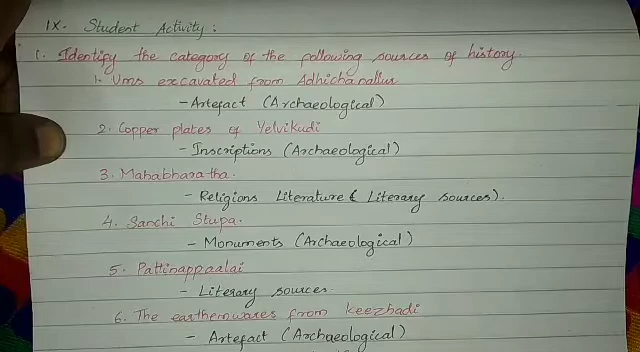 IX. Student Activity:
1. Identify the category of the following sources of history.
1. Urns excavated from Adhichanallur
- Artefact (Archaeological)
2. Copper plates of Velvikudi
- Inscriptions (Archaeological)
3. Mahabharatha.
- Religions Literature ( Literary sources).
4. Sanchi Stupa.
- Monuments (Archaeological)
5. Pattinappaalai
- Literary sources.
6. The earthernwares from Keezhadi
- Artefact (Archaeological)